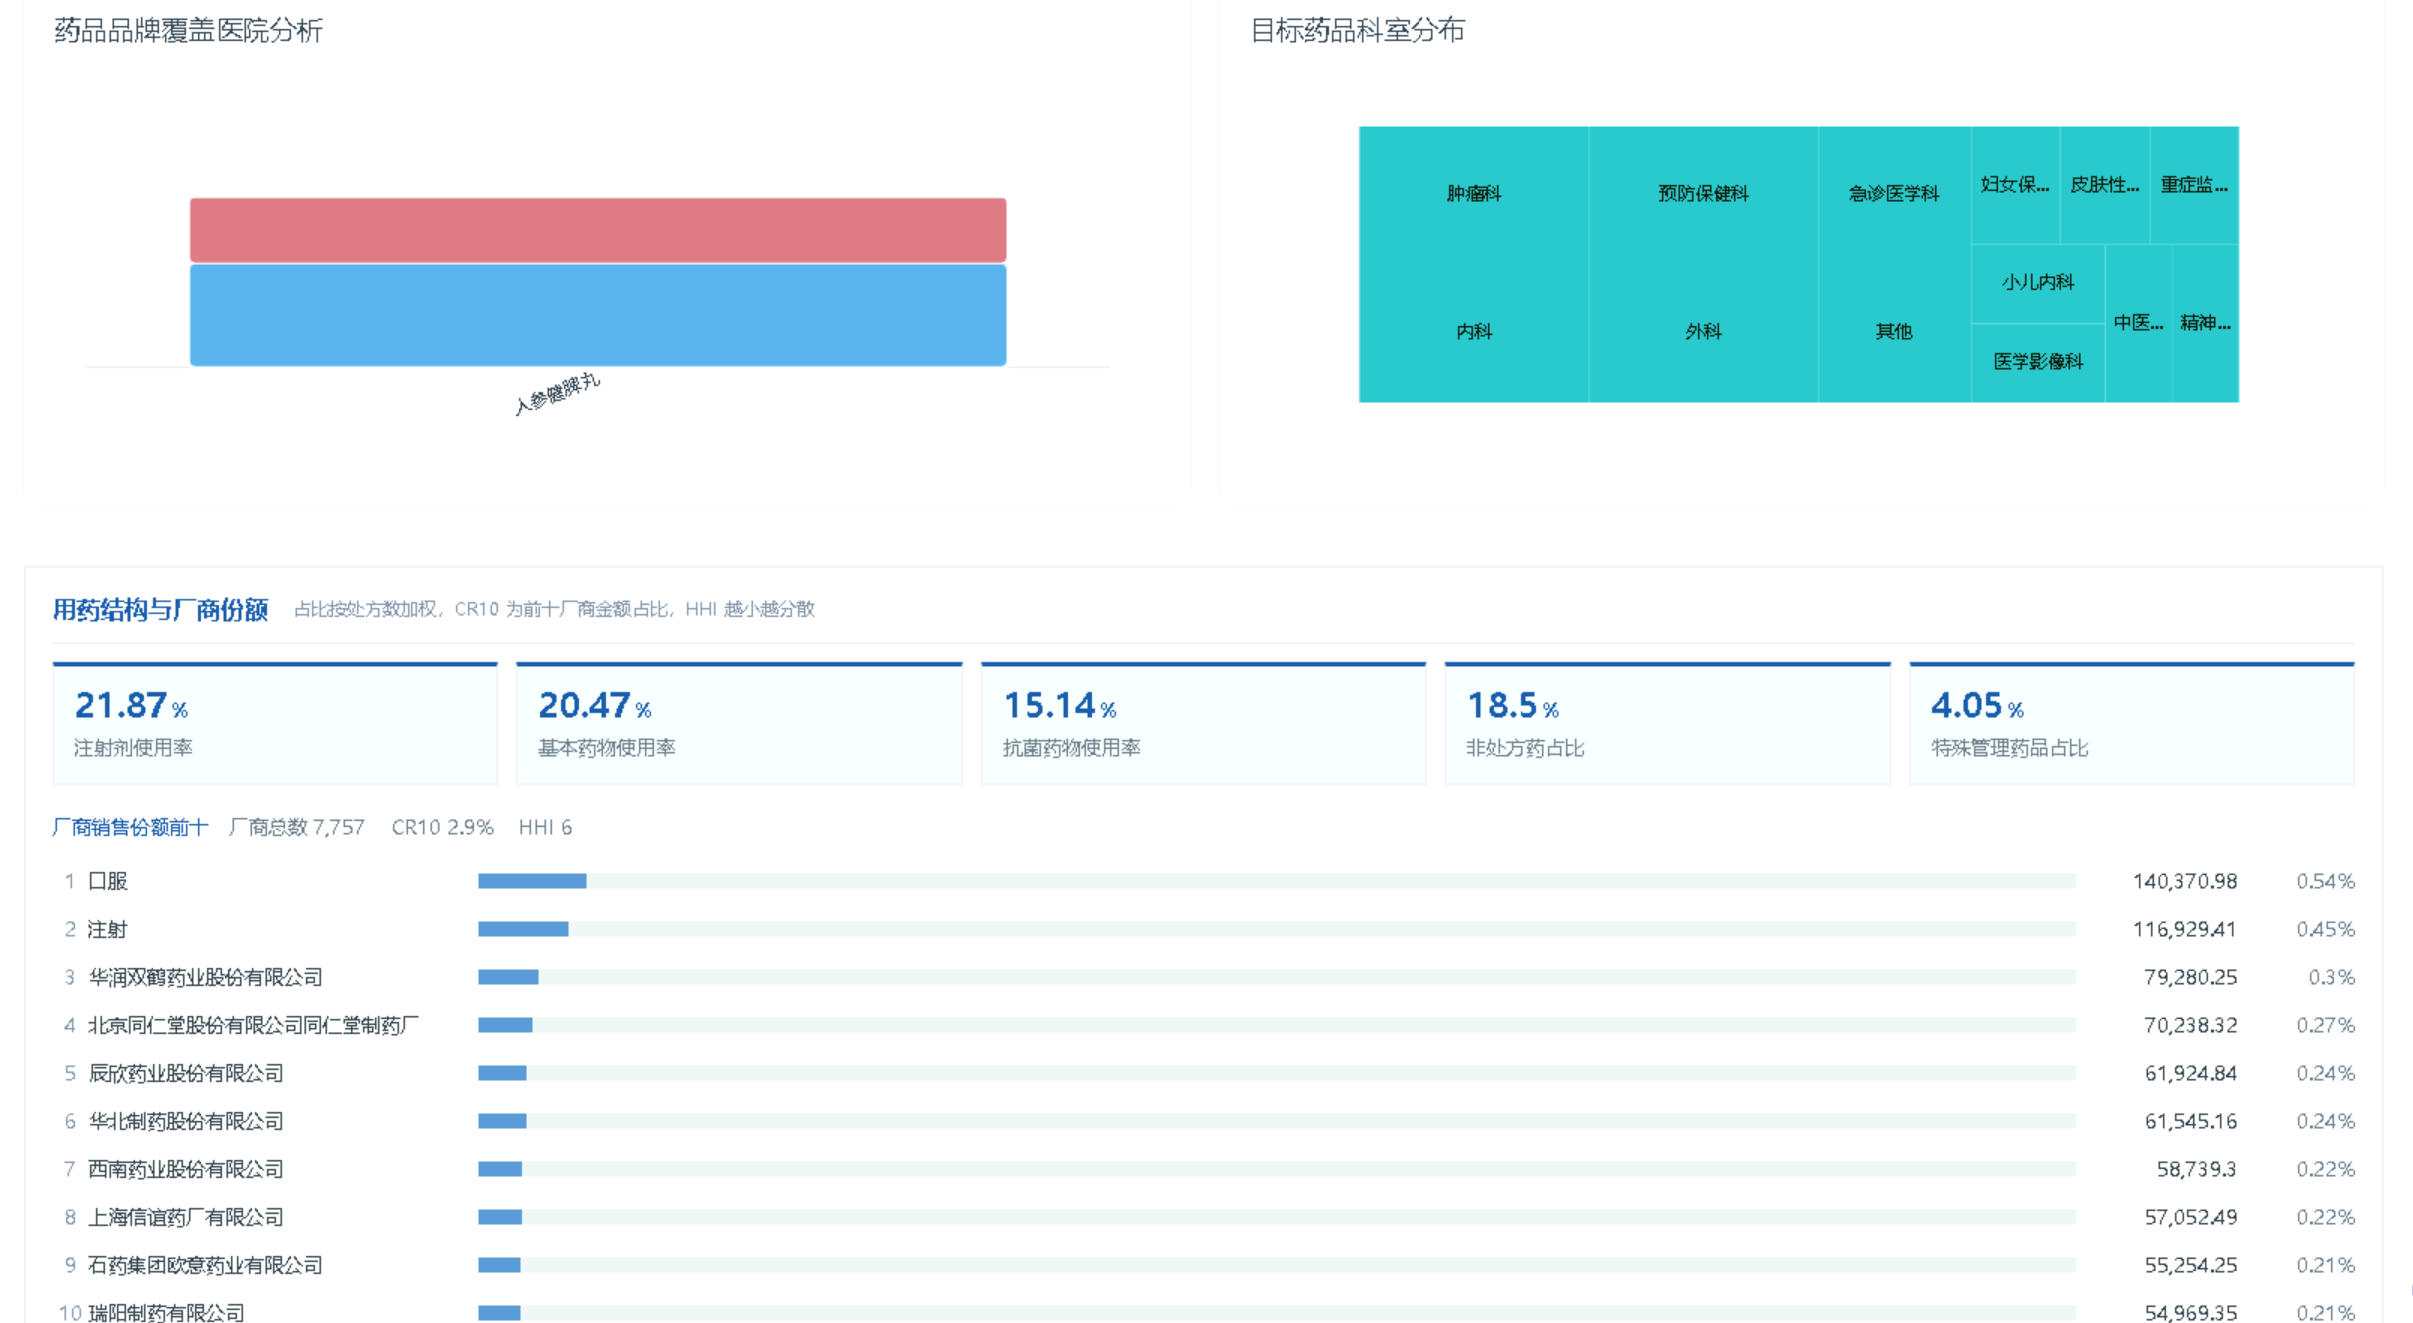 药品品牌覆盖医院分析
人参健脾丸
目标药品科室分布
肿瘤科
预防保健科
急诊医学科
妇女保...
皮肤性...
重症监...
内科
外科
其他
小儿内科
医学影像科
中医...
精神...
用药结构与厂商份额 占比按处方数加权, CR10 为前十厂商金额占比, HHI 越小越分散
21.87%
注射剂使用率
20.47%
基本药物使用率
15.14%
抗菌药物使用率
18.5%
非处方药占比
4.05%
特殊管理药品占比
厂商销售份额前十 厂商总数 7,757 CR10 2.9% HHI 6
1 口服 140,370.98 0.54%
2 注射 116,929.41 0.45%
3 华润双鹤药业股份有限公司 79,280.25 0.3%
4 北京同仁堂股份有限公司同仁堂制药厂 70,238.32 0.27%
5 辰欣药业股份有限公司 61,924.84 0.24%
6 华北制药股份有限公司 61,545.16 0.24%
7 西南药业股份有限公司 58,739.3 0.22%
8 上海信谊药厂有限公司 57,052.49 0.22%
9 石药集团欧意药业有限公司 55,254.25 0.21%
10 瑞阳制药有限公司 54,969.35 0.21%